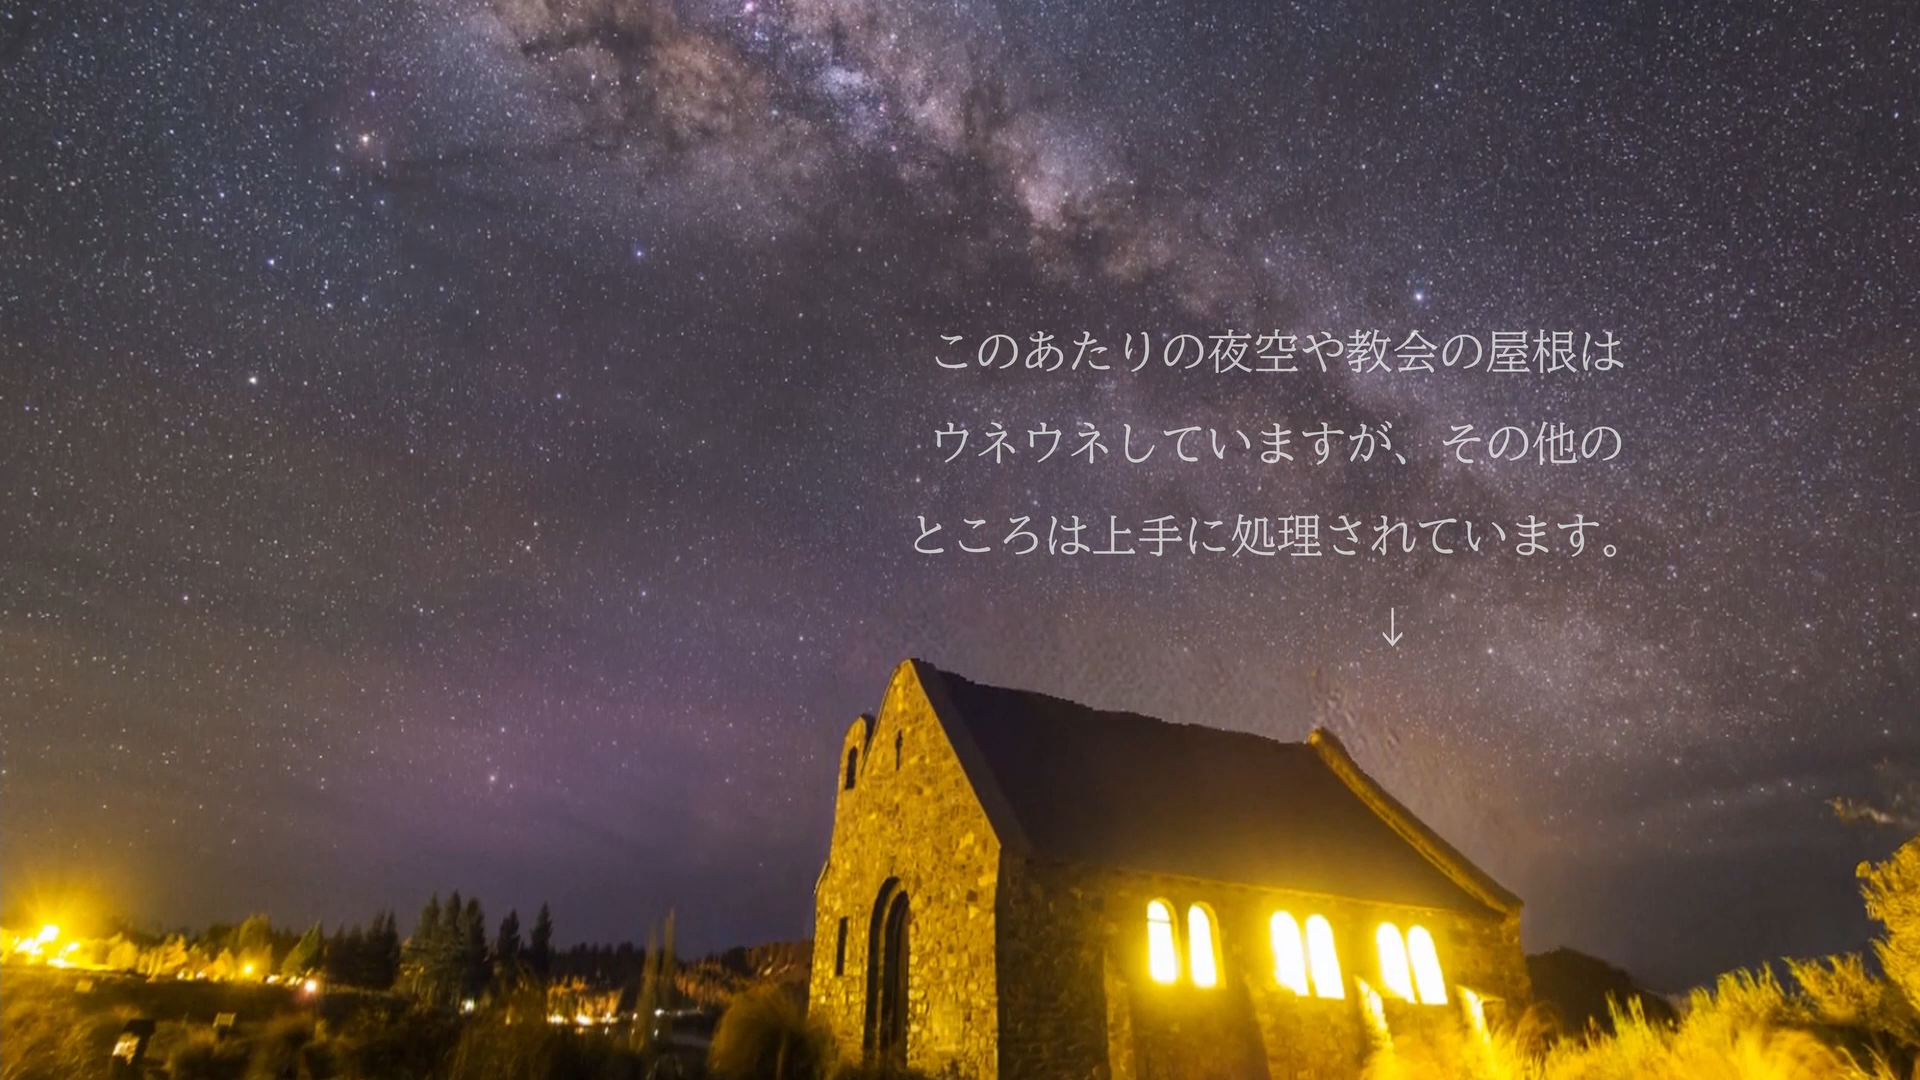 このあたりの夜空や教会の屋根は
ウネウネしていますが、その他の
ところは上手に処理されています。
↓